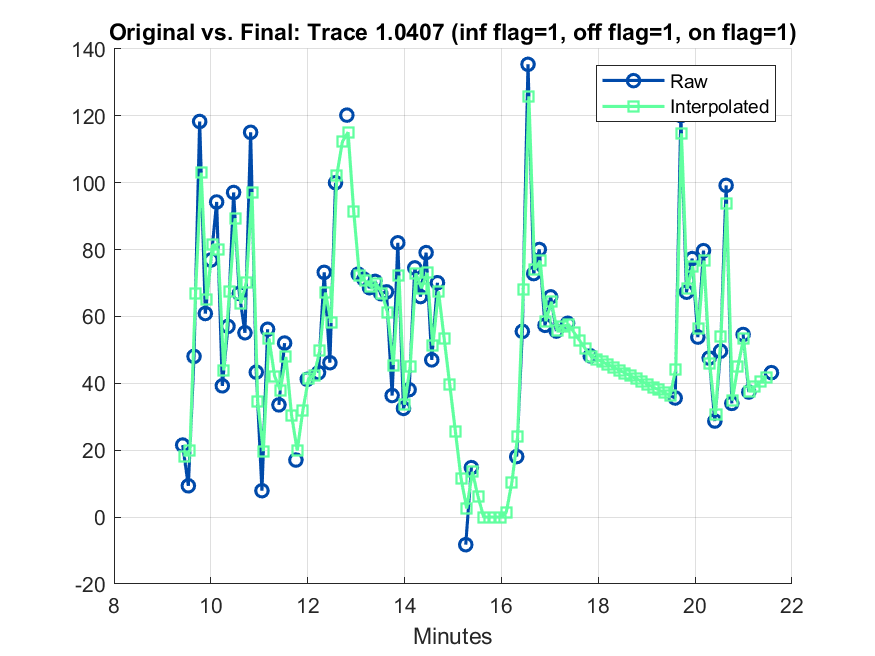 Original vs. Final: Trace 1.0407 (inf flag=1, off flag=1, on flag=1)
140
120
100
80
60
40
20
0
-20
Raw
Interpolated
8 10 12 14 16 18 20 22
Minutes